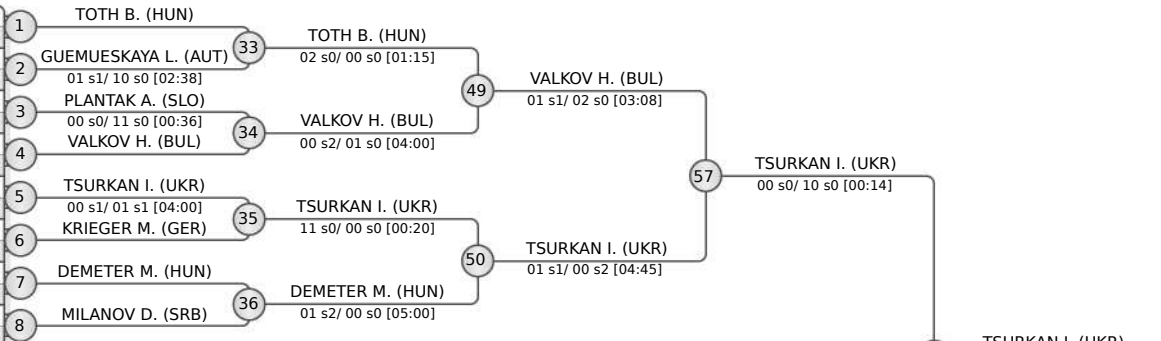 1
TOTH B. (HUN)
2
GUEMUESKAYA L. (AUT)
01 s1/ 10 s0 [02:38]
3
PLANTAK A. (SLO)
00 s0/ 11 s0 [00:36]
4
VALKOV H. (BUL)
5
TSURKAN I. (UKR)
00 s1/ 01 s1 [04:00]
6
KRIEGER M. (GER)
7
DEMETER M. (HUN)
8
MILANOV D. (SRB)
33
TOTH B. (HUN)
02 s0/ 00 s0 [01:15]
34
VALKOV H. (BUL)
00 s2/ 01 s0 [04:00]
35
TSURKAN I. (UKR)
11 s0/ 00 s0 [00:20]
36
DEMETER M. (HUN)
01 s2/ 00 s0 [05:00]
49
VALKOV H. (BUL)
01 s1/ 02 s0 [03:08]
50
TSURKAN I. (UKR)
01 s1/ 00 s2 [04:45]
57
TSURKAN I. (UKR)
00 s0/ 10 s0 [00:14]
TSURKAN I. (UKR)